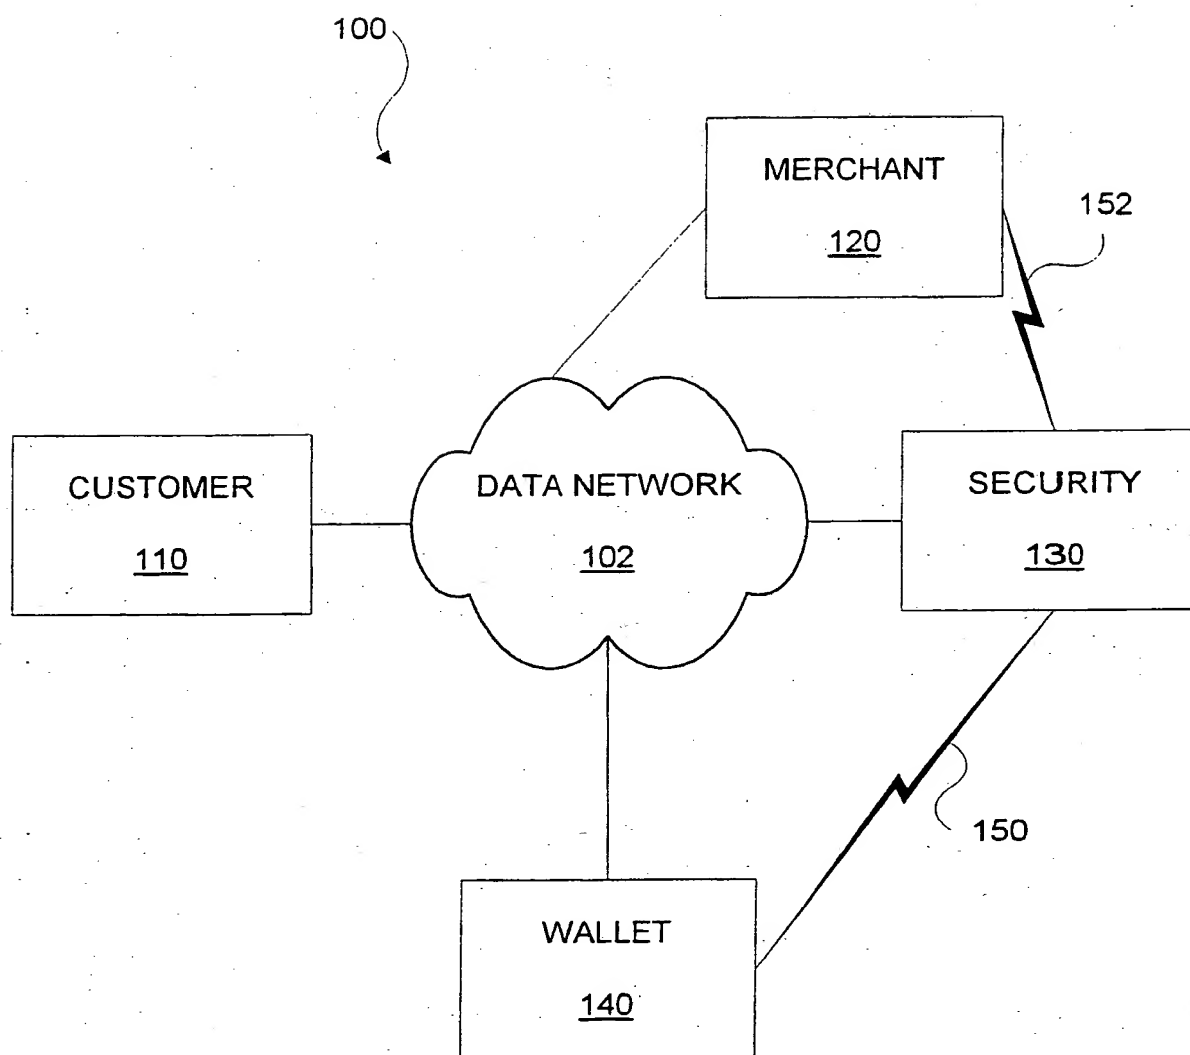 100
MERCHANT
120
152
CUSTOMER
110
DATA NETWORK
102
SECURITY
130
150
WALLET
140